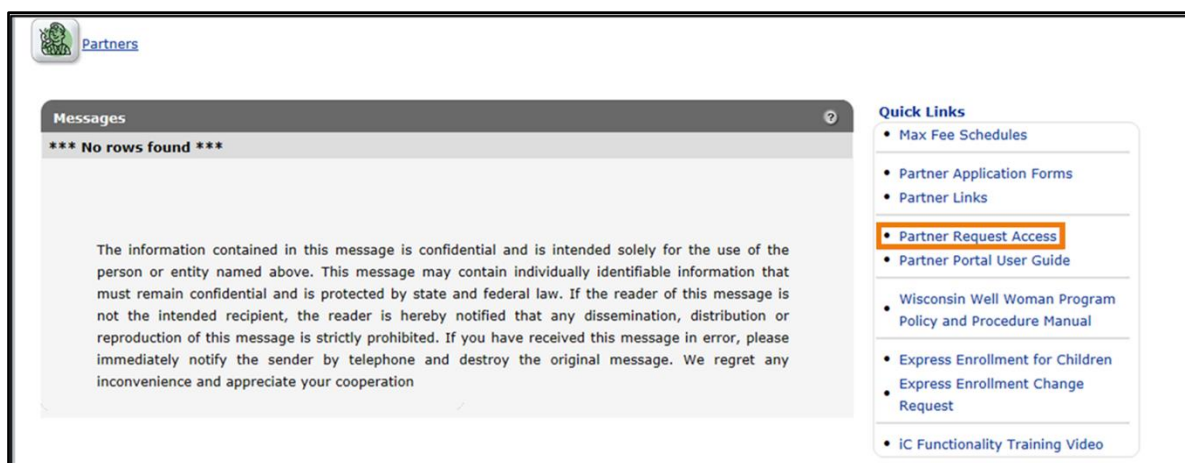 Partners
Messages
*** No rows found ***
The information contained in this message is confidential and is intended solely for the use of the
person or entity named above. This message may contain individually identifiable information that
must remain confidential and is protected by state and federal law. If the reader of this message is
not the intended recipient, the reader is hereby notified that any dissemination, distribution or
reproduction of this message is strictly prohibited. If you have received this message in error, please
immediately notify the sender by telephone and destroy the original message. We regret any
inconvenience and appreciate your cooperation
Quick Links
Max Fee Schedules
Partner Application Forms
Partner Links
Partner Request Access
Partner Portal User Guide
Wisconsin Well Woman Program
Policy and Procedure Manual
Express Enrollment for Children
Express Enrollment Change
Request
iC Functionality Training Video